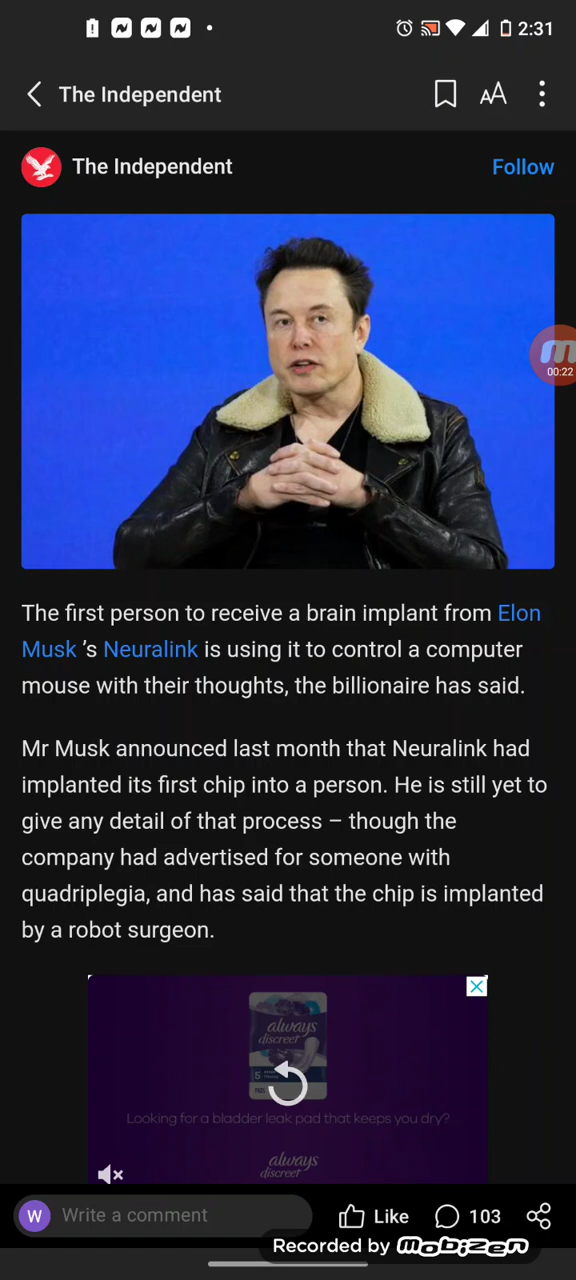 2:31
The Independent
AA
The Independent
Follow
m
00:22
The first person to receive a brain implant from Elon
Musk 's Neuralink is using it to control a computer
mouse with their thoughts, the billionaire has said.
Mr Musk announced last month that Neuralink had
implanted its first chip into a person. He is still yet to
give any detail of that process – though the
company had advertised for someone with
quadriplegia, and has said that the chip is implanted
by a robot surgeon.
always
discreet
5
PADS
Looking for a bladder leak pad that keeps you dry?
always
discreet
W
Write a comment
Like
103
Recorded by mobizen